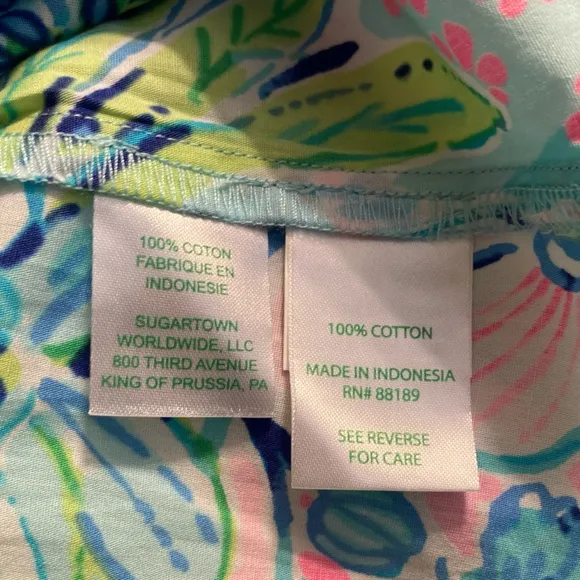 100% COTON
FABRIQUE EN
INDONESIE
SUGARTOWN
WORLDWIDE, LLC
800 THIRD AVENUE
KING OF PRUSSIA, PA
100% COTTON
MADE IN INDONESIA
RN# 88189
SEE REVERSE
FOR CARE